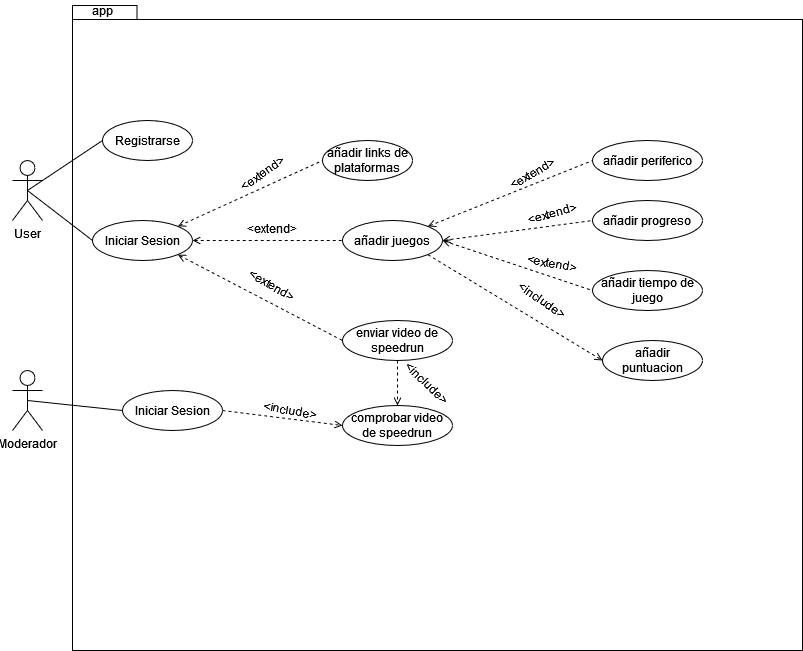 app
Registrarse
User
Iniciar Sesion
añadir links de
plataformas
<extend>
añadir juegos
<extend>
enviar video de
speedrun
<extend>
añadir periferico
<extend>
añadir progreso
<extend>
añadir tiempo de
juego
<extend>
añadir
puntuacion
<include>
<include>
Moderador
Iniciar Sesion
<include>
comprobar video
de speedrun